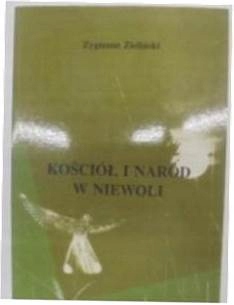 Zygmunt Zieliński
KOŚCIÓŁ I NARÓD
W NIEWOLI